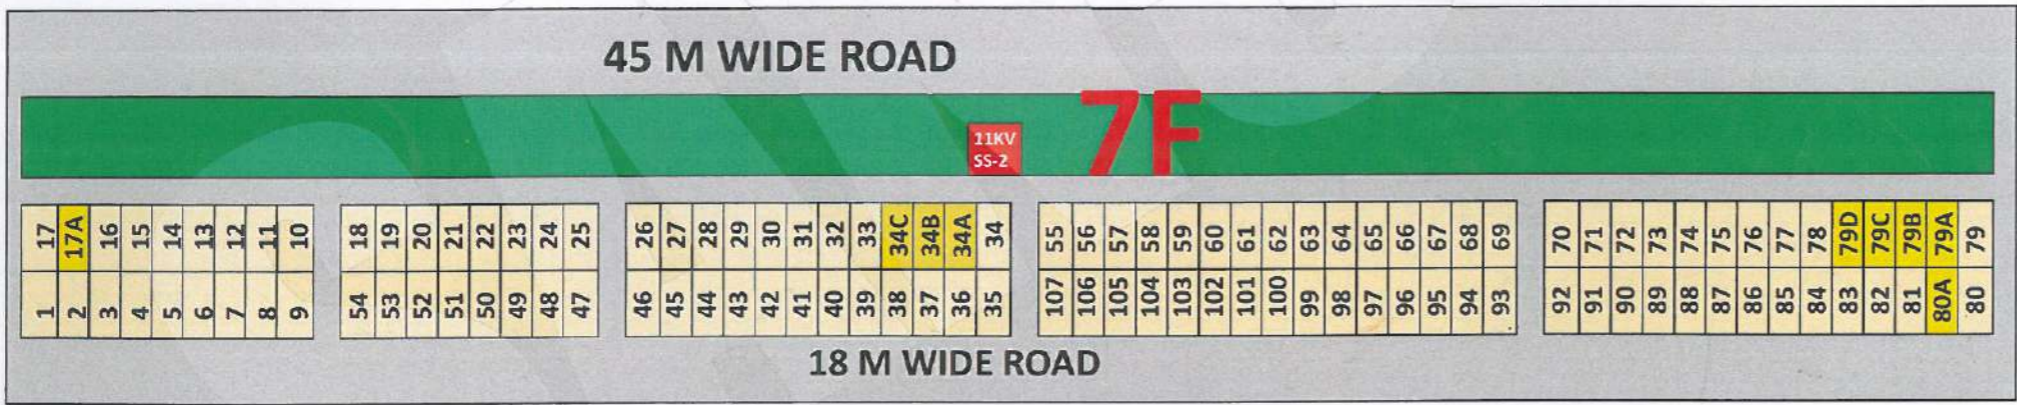 45 M WIDE ROAD
7F
11KV
SS-2
17 17A 16 15 14 13 12 11 10 18 19 20 21 22 23 24 25 26 27 28 29 30 31 32 33 34C 34B 34A 34 55 56 57 58 59 60 61 62 63 64 65 66 67 68 69 70 71 72 73 74 75 76 77 78 79D 79C 79B 79A 79
1 2 3 4 5 6 7 8 9 54 53 52 51 50 49 48 47 46 45 44 43 42 41 40 39 38 37 36 35 107 106 105 104 103 102 101 100 99 98 97 96 95 94 93 92 91 90 89 88 87 86 85 84 83 82 81 80A 80
18 M WIDE ROAD